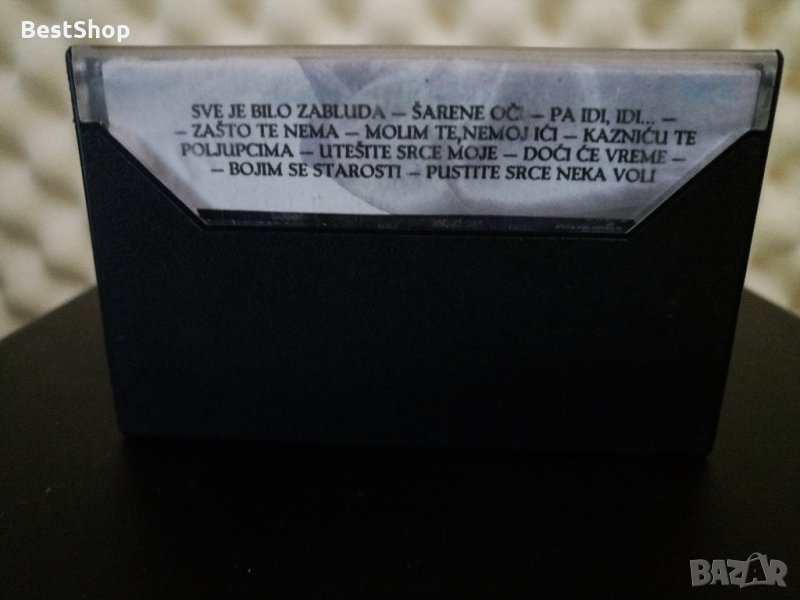 BestShop
SVE JE BILO ZABLUDA – ŠARENE OČI – PA IDI, IDI... –
– ZAŠTO TE NEMA – MOLIM TE,NEMOJ IĆI – KAZNIĆU TE
POLJUPCIMA – UTEŠITE SRCE MOJE – DOĆI ĆE VREME –
– BOJIM SE STAROSTI – PUSTITE SRCE NEKA VOLI
BAZAR